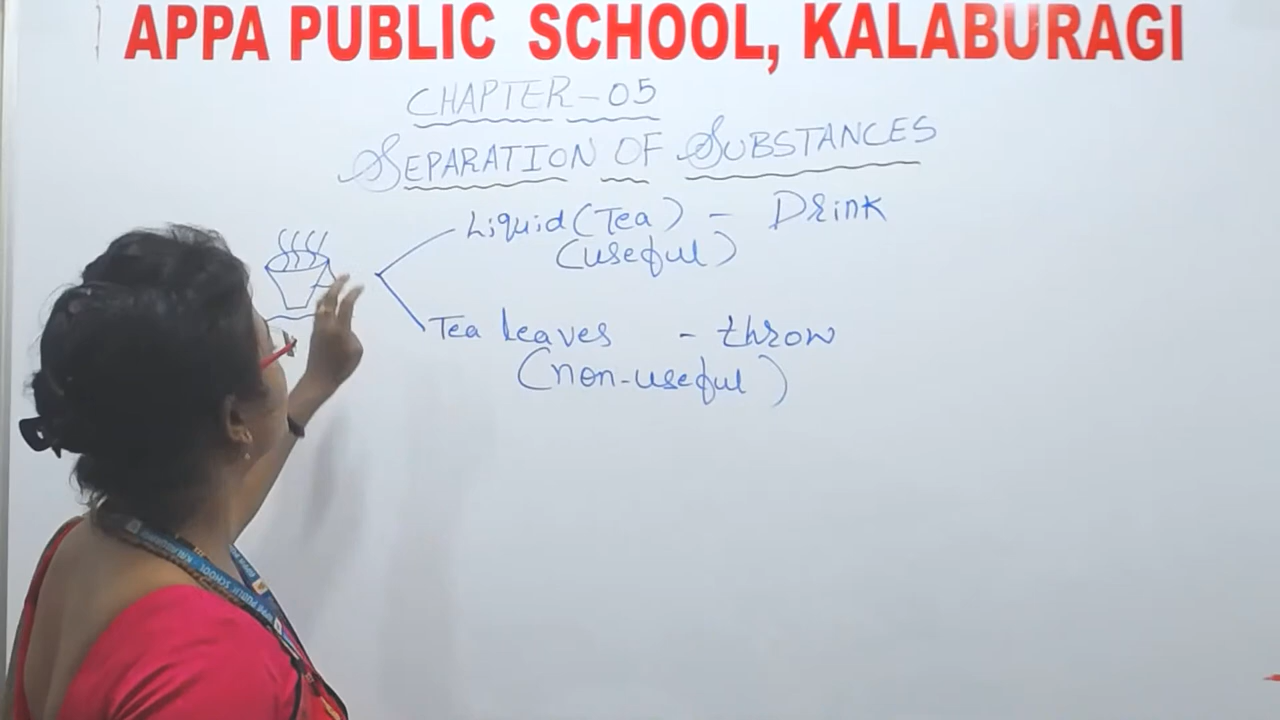 APPA PUBLIC SCHOOL, KALABURAGI
CHAPTER-05
SEPARATION OF SUBSTANCES
Liquid (Tea) - Drink
(useful)
Tea leaves - throw
(non-useful)